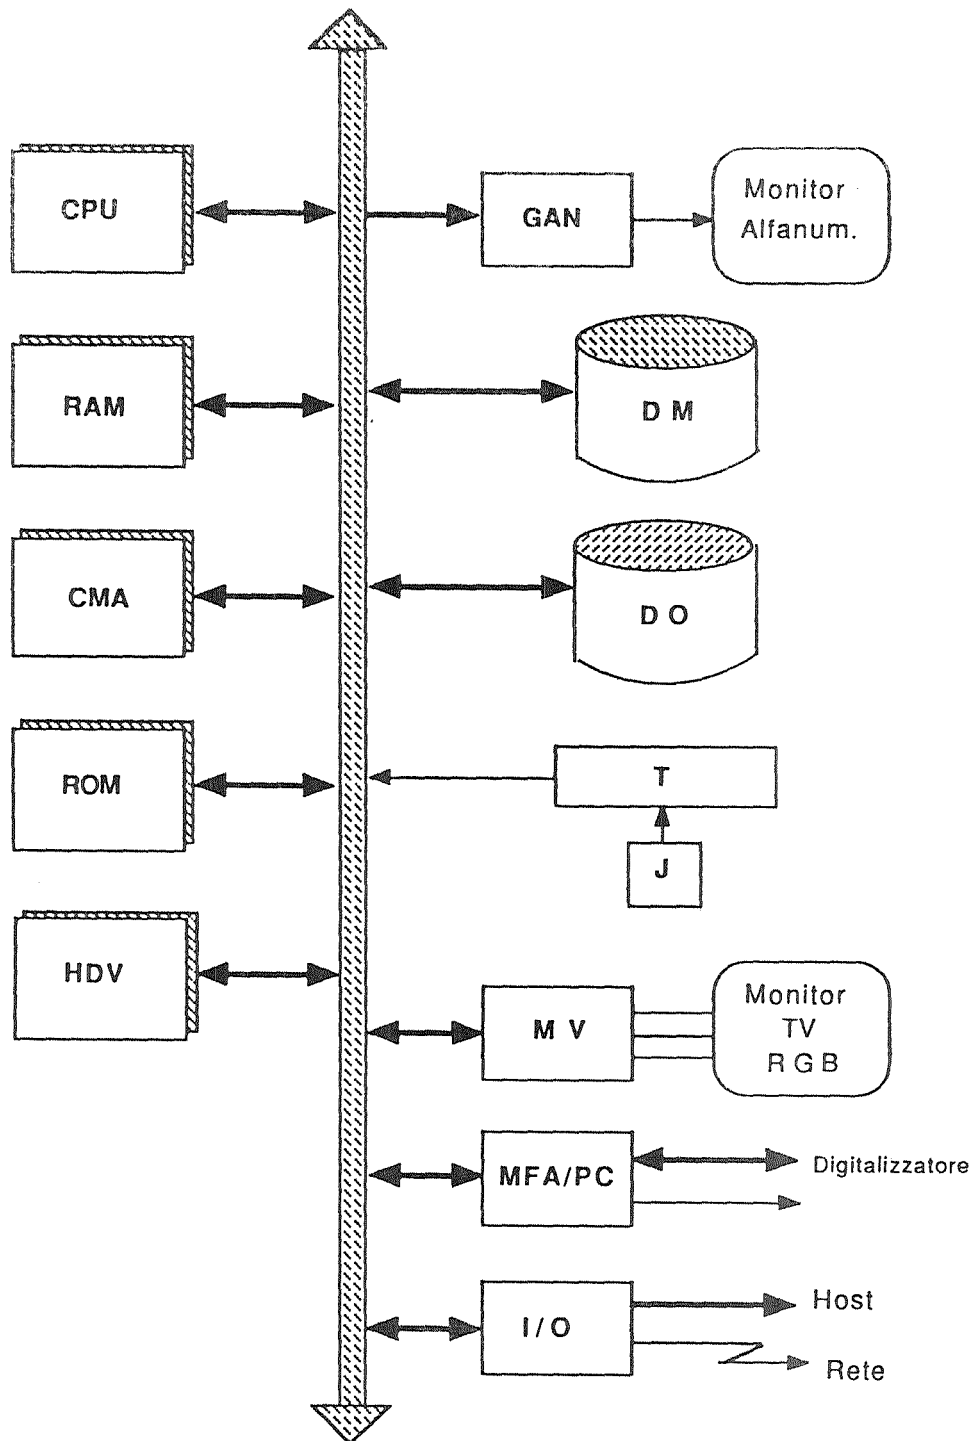 CPU
RAM
CMA
ROM
HDV
GAN
Monitor
Alfanum.
D M
D O
T
J
M V
Monitor
TV
R G B
MFA/PC
Digitalizzatore
I/O
Host
Rete